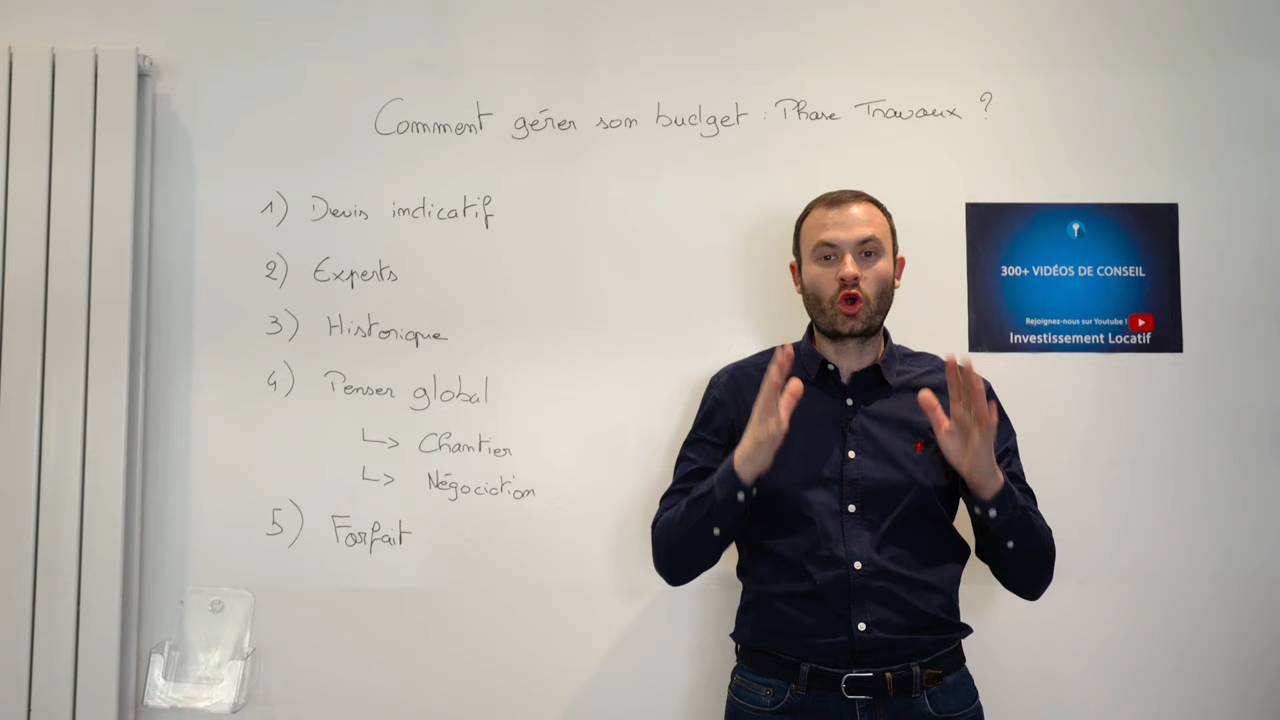 Comment gérer son budget : Phase Travaux ?
1) Devis indicatif
2) Experts
3) Historique
4) Penser global
↳ Chantier
↳ Négociation
5) Forfait
300+ VIDÉOS DE CONSEIL
Rejoignez-nous sur Youtube !
Investissement Locatif